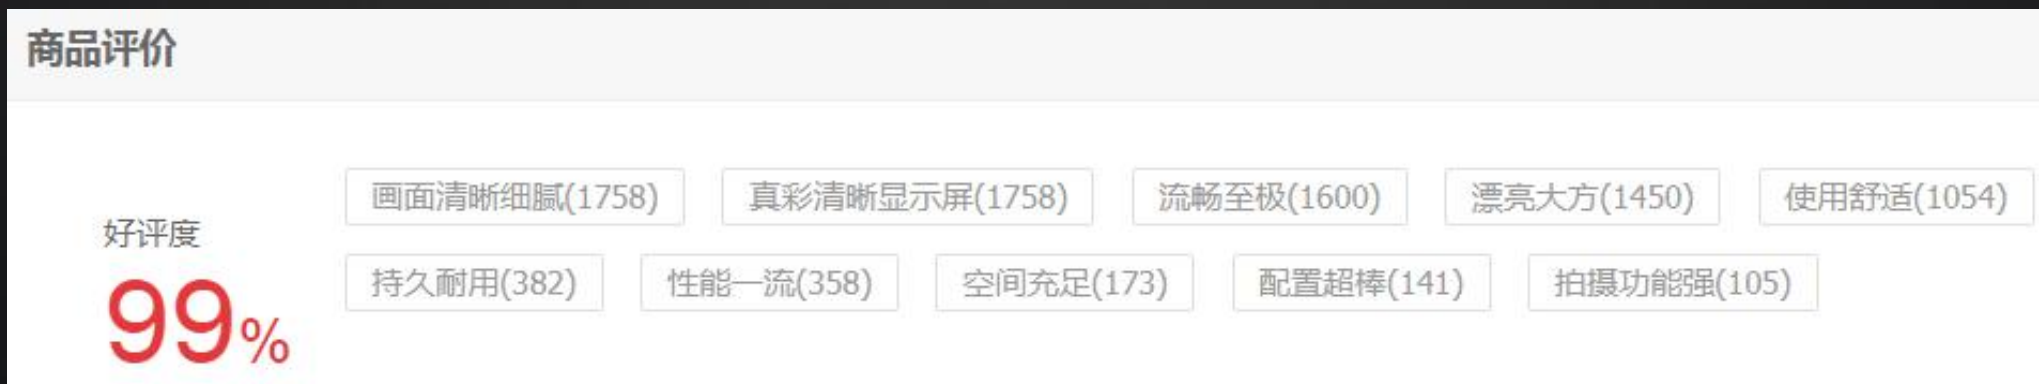 商品评价
画面清晰细腻(1758) 真彩清晰显示屏(1758) 流畅至极(1600) 漂亮大方(1450) 使用舒适(1054)
好评度
持久耐用(382) 性能一流(358) 空间充足(173) 配置超棒(141) 拍摄功能强(105)
99%